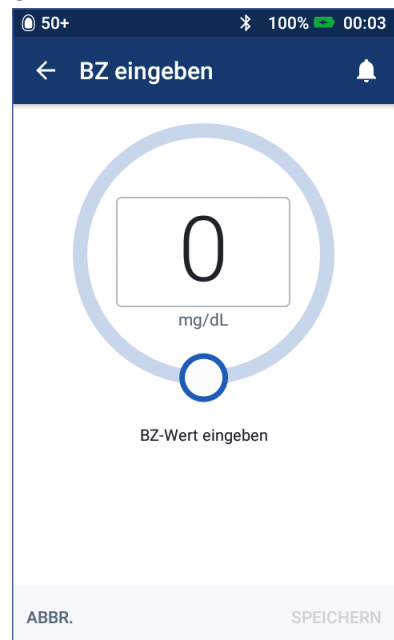 50+ 100% 00:03
BZ eingeben
0
mg/dL
BZ-Wert eingeben
ABBR. SPEICHERN